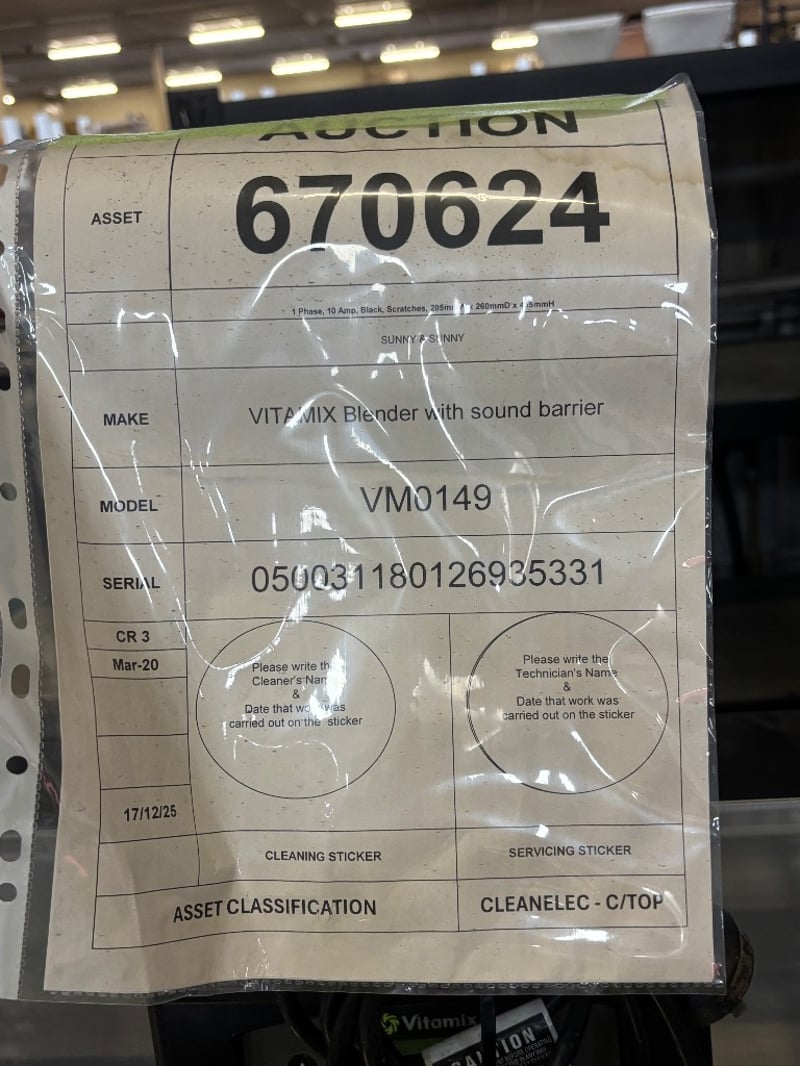 AUCTION
ASSET
670624
1 Phase, 10 Amp, Black, Scratches, x 260mmD x
SUNNY & SUNNY
MAKE
VITAMIX Blender with sound barrier
MODEL
VM0149
SERIAL
050031180126935331
CR 3
Mar-20
17/12/25
Please write the
Cleaner's Name
&
Date that work was
carried out on the sticker
Please write the
Technician's Name
&
Date that work was
carried out on the sticker
CLEANING STICKER
SERVICING STICKER
ASSET CLASSIFICATION
CLEANELEC - C/TOP
Vitamix
CAUTION